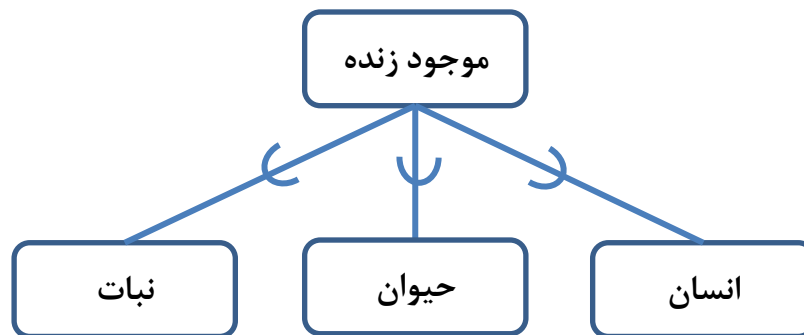 موجود زنده
انسان
حیوان
نبات